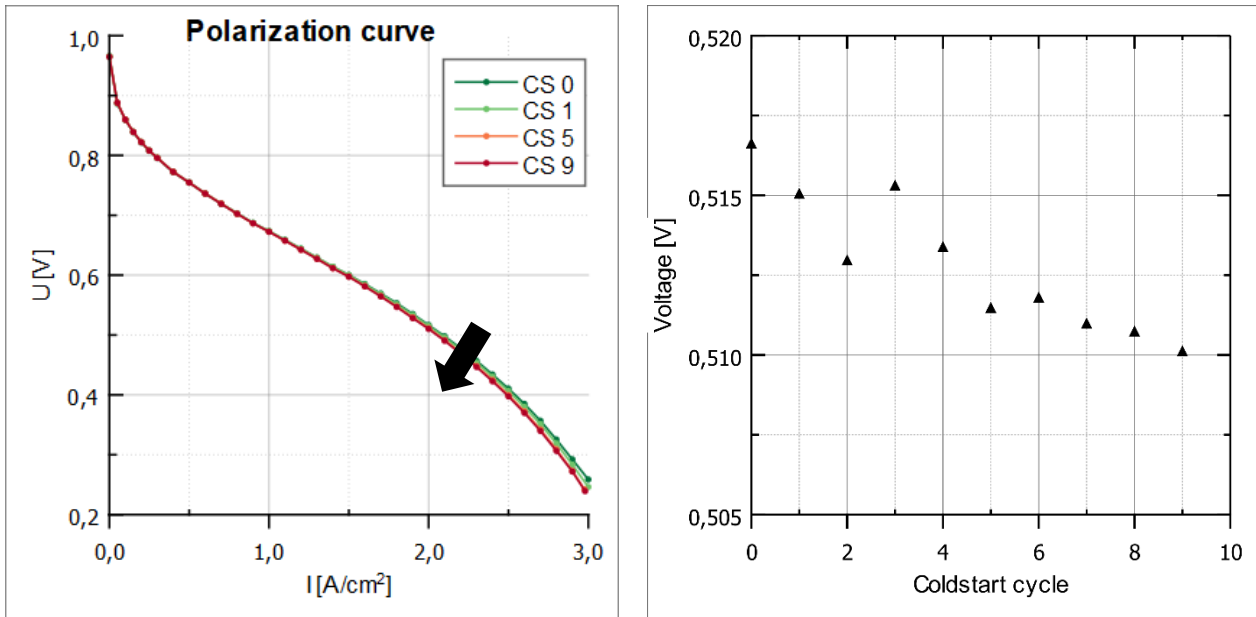 Polarization curve
1,0
0,8
0,6
0,4
0,2
U [V]
CS 0
CS 1
CS 5
CS 9
0,0 1,0 2,0 3,0
I [A/cm²]
0,520
0,515
0,510
0,505
Voltage [V]
0 2 4 6 8 10
Coldstart cycle